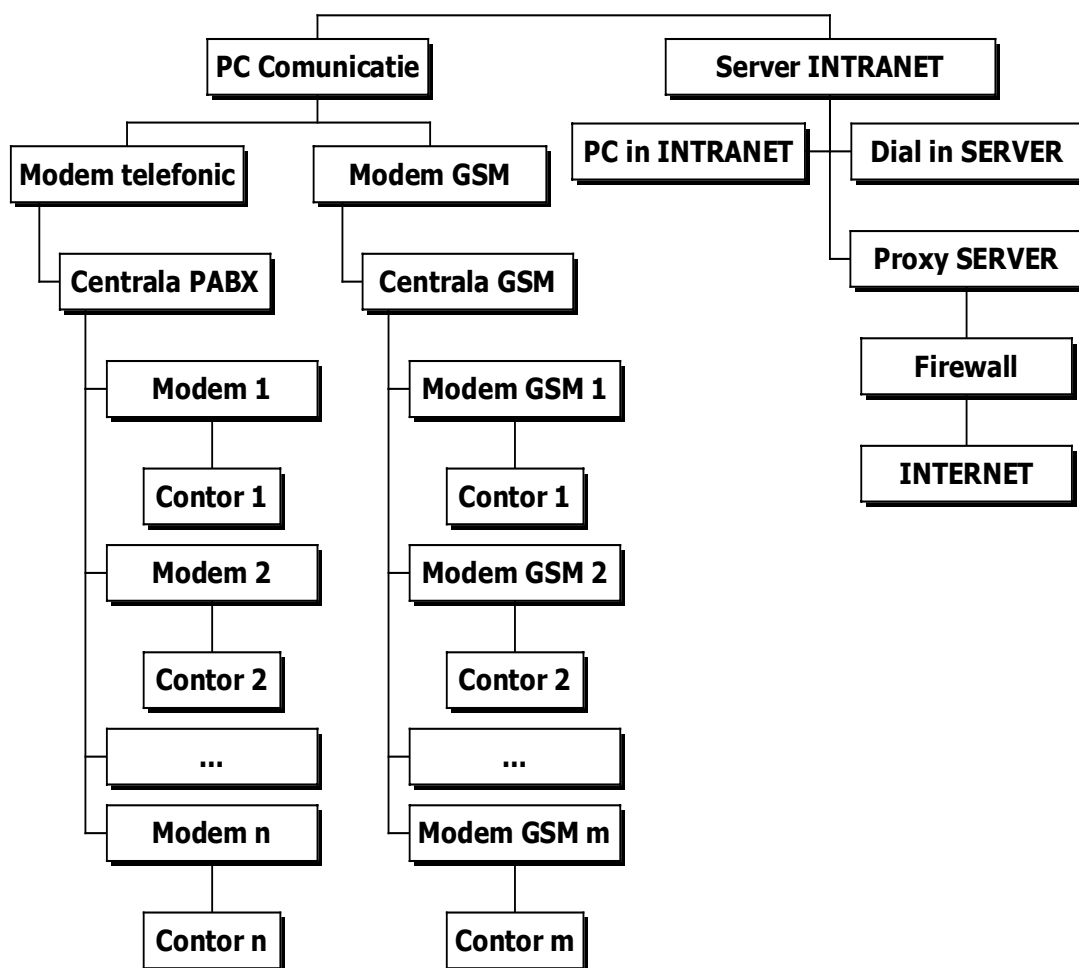 PC Comunicatie
Server INTRANET
PC in INTRANET
Dial in SERVER
Modem telefonic
Modem GSM
Proxy SERVER
Centrala PABX
Centrala GSM
Firewall
Modem 1
Modem GSM 1
INTERNET
Contor 1
Contor 1
Modem 2
Modem GSM 2
Contor 2
Contor 2
...
...
Modem n
Modem GSM m
Contor n
Contor m